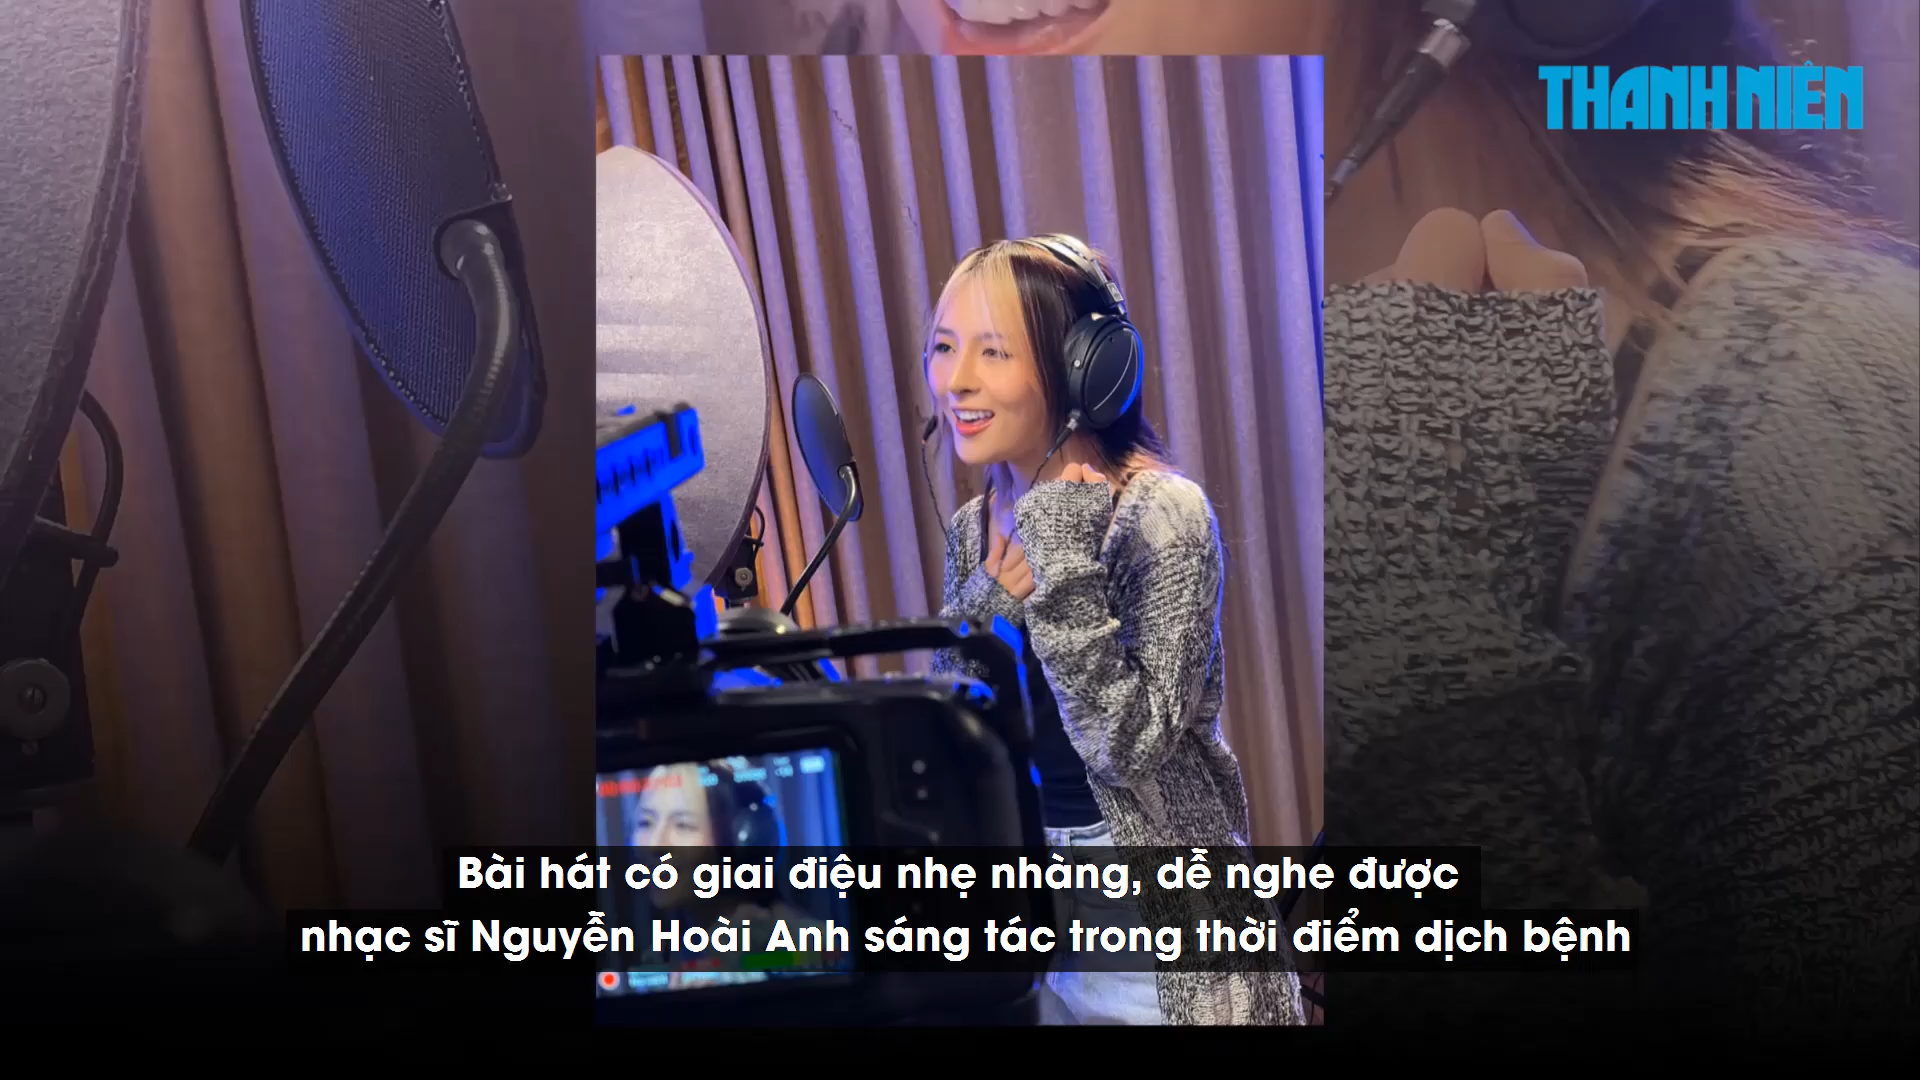 THANH NIÊN
Bài hát có giai điệu nhẹ nhàng, dễ nghe được
nhạc sĩ Nguyễn Hoài Anh sáng tác trong thời điểm dịch bệnh